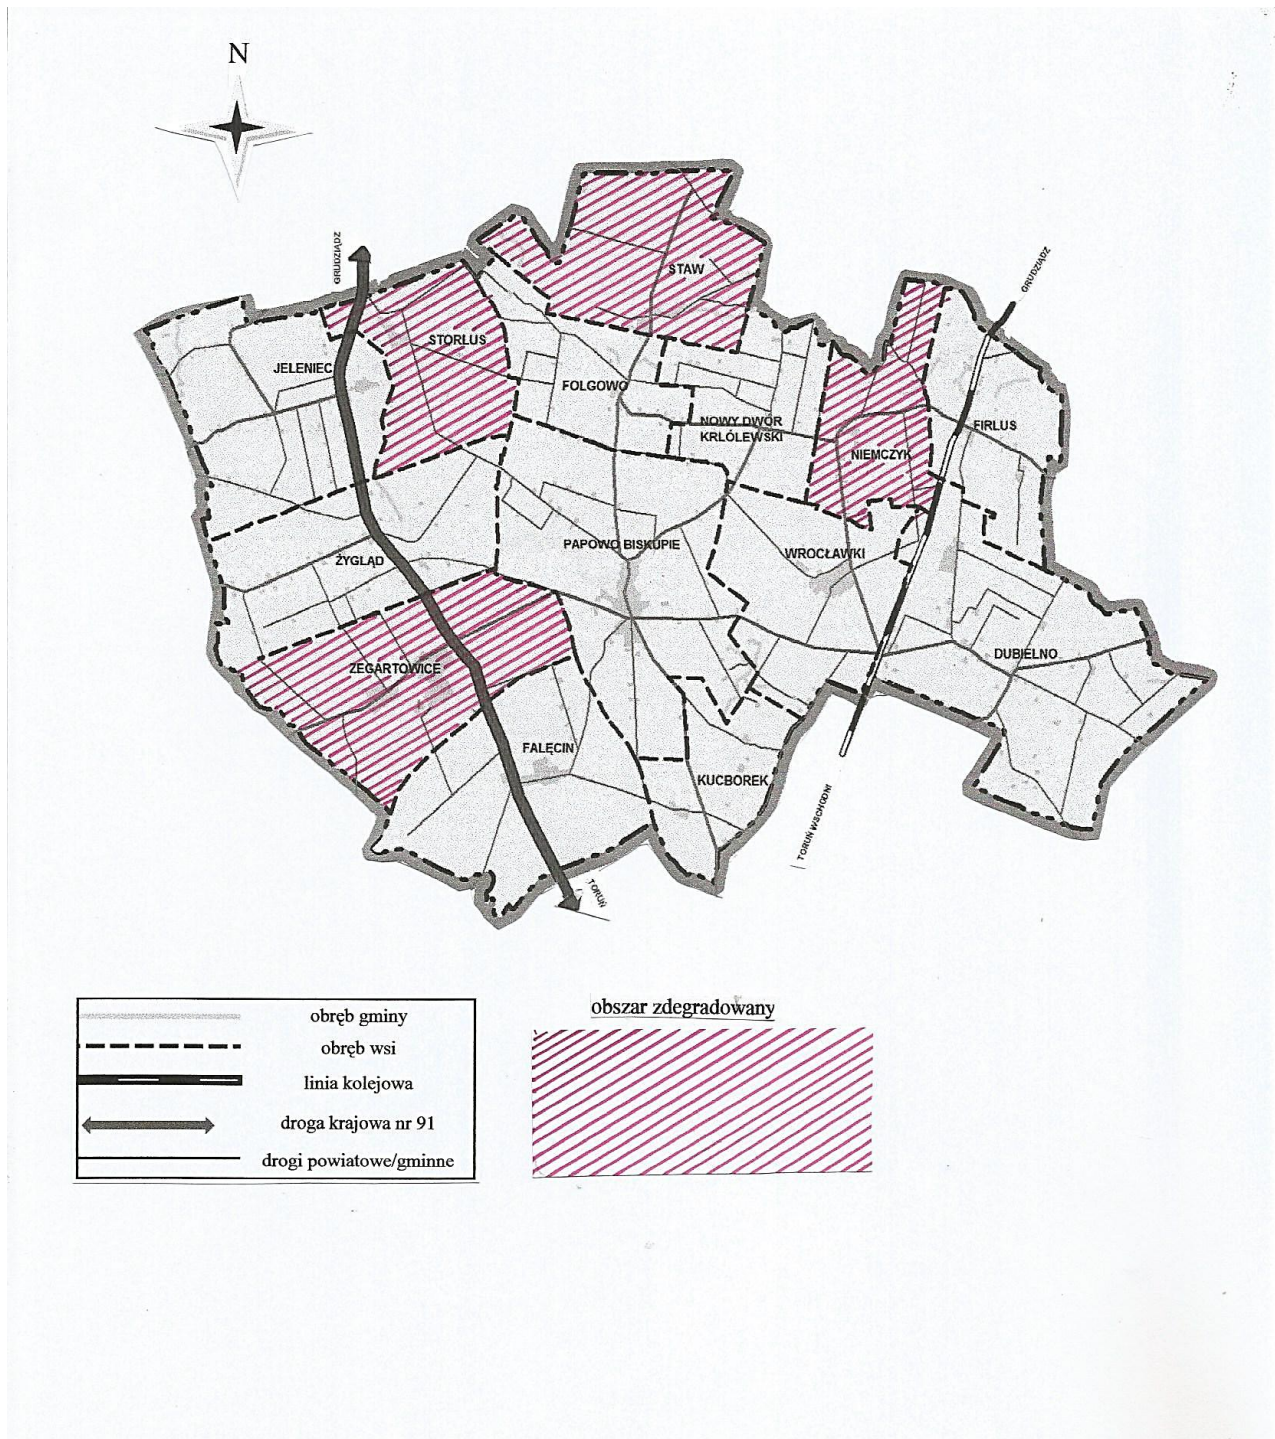 N
GRUDZIĄDZ
GRUDZIĄDZ
STAW
STORLUS
JELENIEC
FOLGOWO
NOWY DWÓR
KRLÓLEWSKI
FIRLUS
NIEMCZYK
PAPOWO BISKUPIE
WROCŁAWKI
ŻYGLĄD
DUBIELNO
ZEGARTOWICE
FALĘCIN
KUCBOREK
TORUŃ WSCHODNI
TORUŃ
obręb gminy
obręb wsi
linia kolejowa
droga krajowa nr 91
drogi powiatowe/gminne
obszar zdegradowany